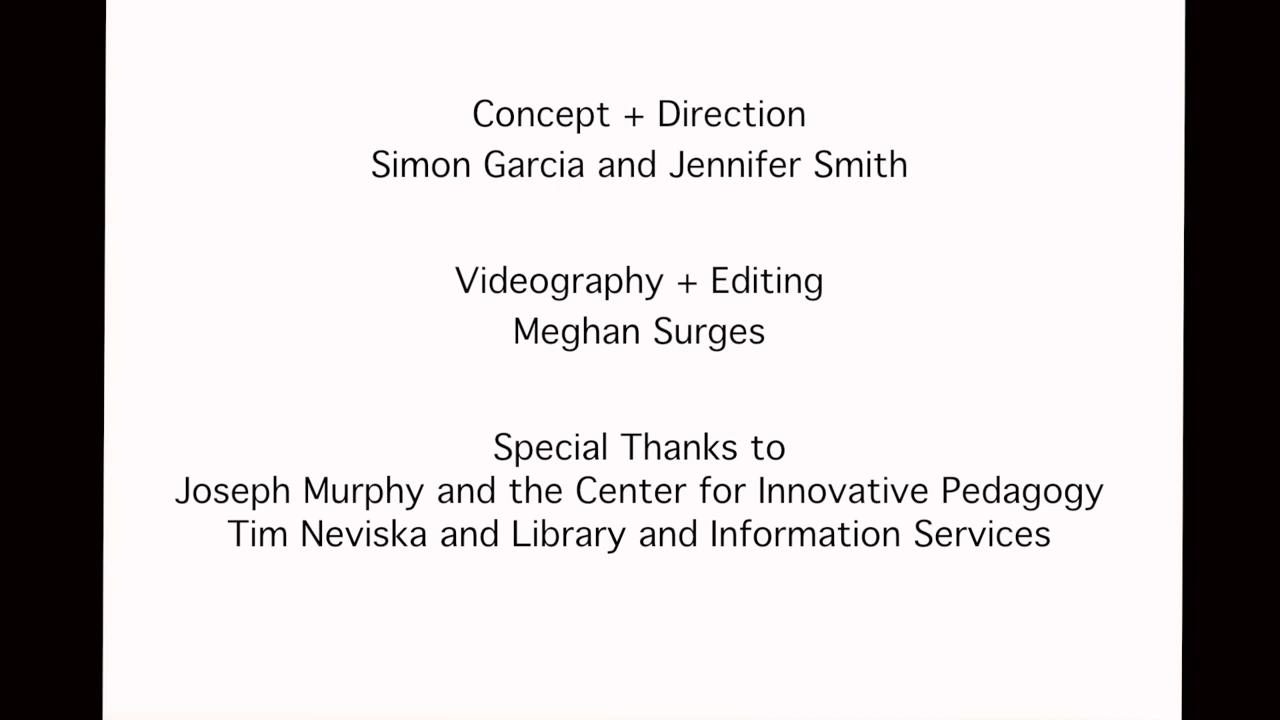 Concept + Direction
Simon Garcia and Jennifer Smith
Videography + Editing
Meghan Surges
Special Thanks to
Joseph Murphy and the Center for Innovative Pedagogy
Tim Neviska and Library and Information Services